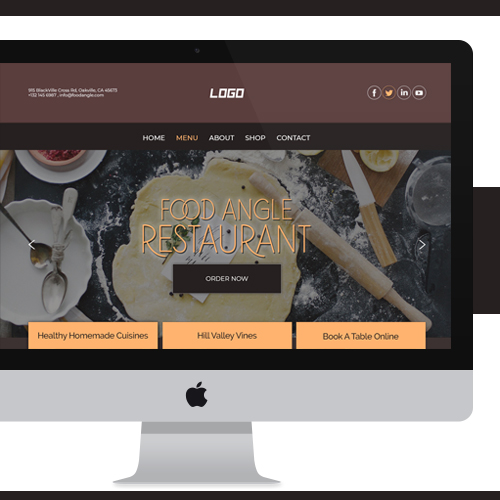 915 BlackVille Cross Rd, Oakville, CA 45673
+132 145 6987 , info@foodangle.com
LOGO
HOME MENU ABOUT SHOP CONTACT
FOOD ANGLE
RESTAURANT
ORDER NOW
Healthy Homemade Cuisines
Hill Valley Vines
Book A Table Online